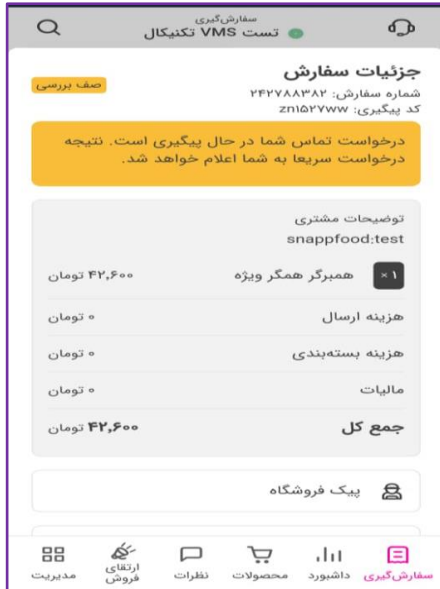 سفارش‌گیری
تست VMS تکنیکال
جزئیات سفارش
صف بررسی
شماره سفارش: ۲۴۲۷۸۸۳۸۲
کد پیگیری: zn۱۵۲۷ww
درخواست تماس شما در حال پیگیری است. نتیجه
درخواست سریعا به شما اعلام خواهد شد.
توضیحات مشتری
snappfood:test
۱ × همبرگر همگر ویژه ۴۲,۶۰۰ تومان
هزینه ارسال ۰ تومان
هزینه بسته‌بندی ۰ تومان
مالیات ۰ تومان
جمع کل ۴۲,۶۰۰ تومان
پیک فروشگاه
سفارش‌گیری داشبورد محصولات نظرات ارتقای فروش مدیریت